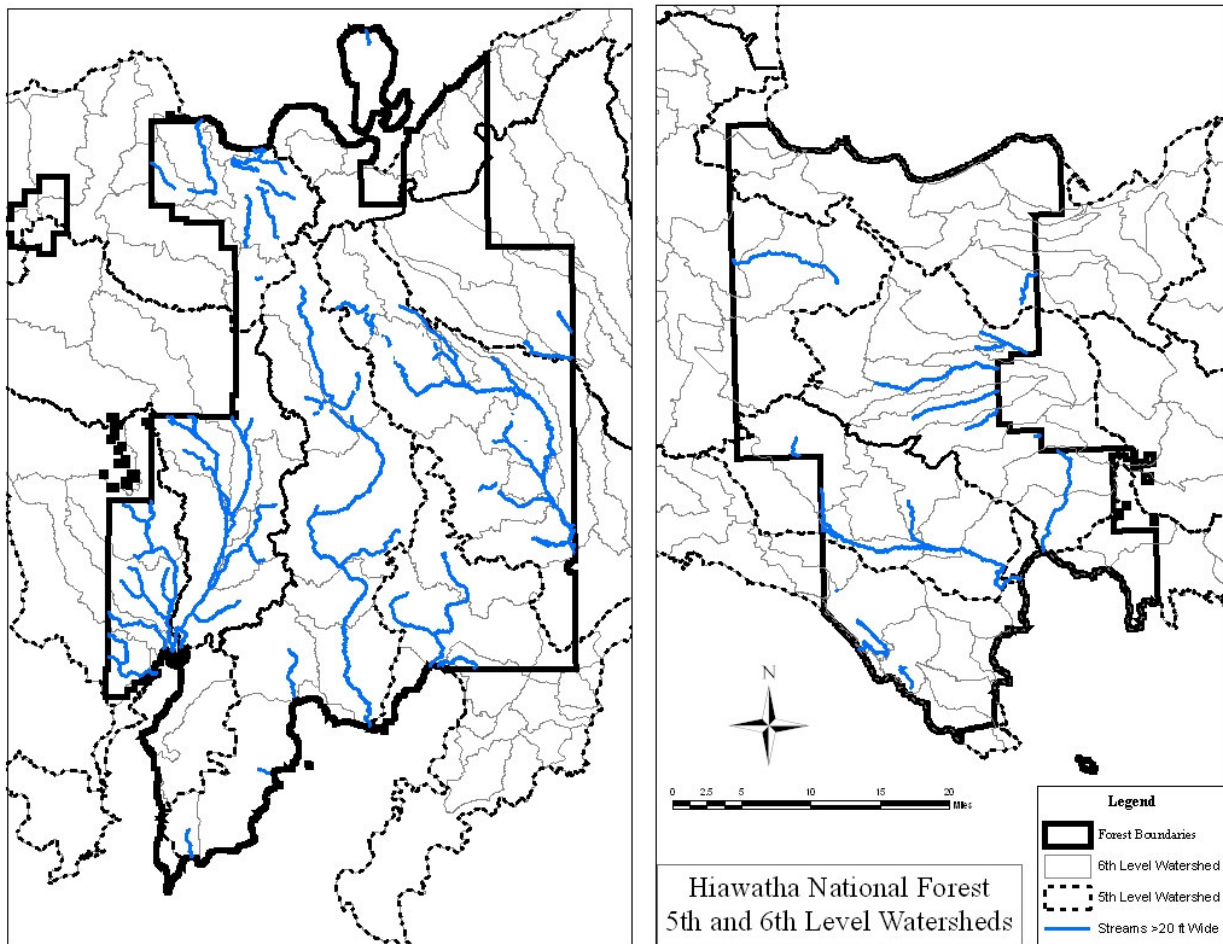 N
0 2.5 5 10 15 20
Miles
Hiawatha National Forest
5th and 6th Level Watersheds
Legend
Forest Boundaries
6th Level Watershed
5th Level Watershed
Streams >20 ft Wide